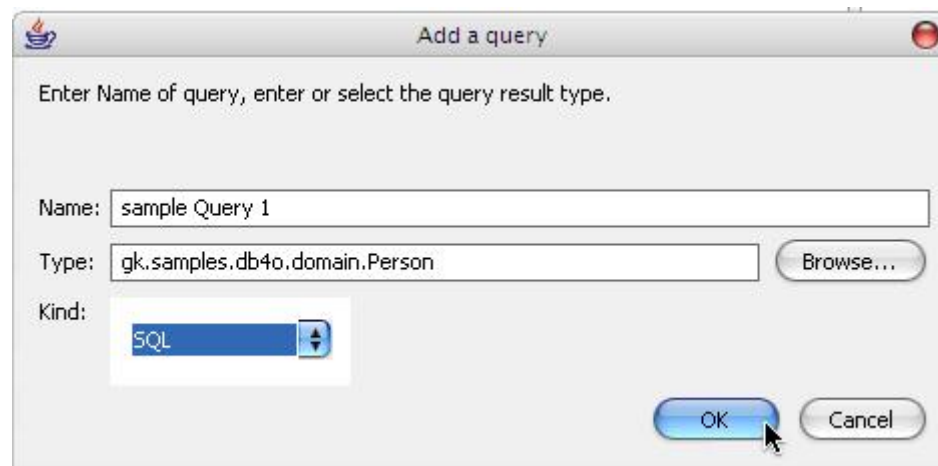 Add a query
Enter Name of query, enter or select the query result type.
Name: sample Query 1
Type: gk.samples.db4o.domain.Person Browse...
Kind: SQL
OK Cancel